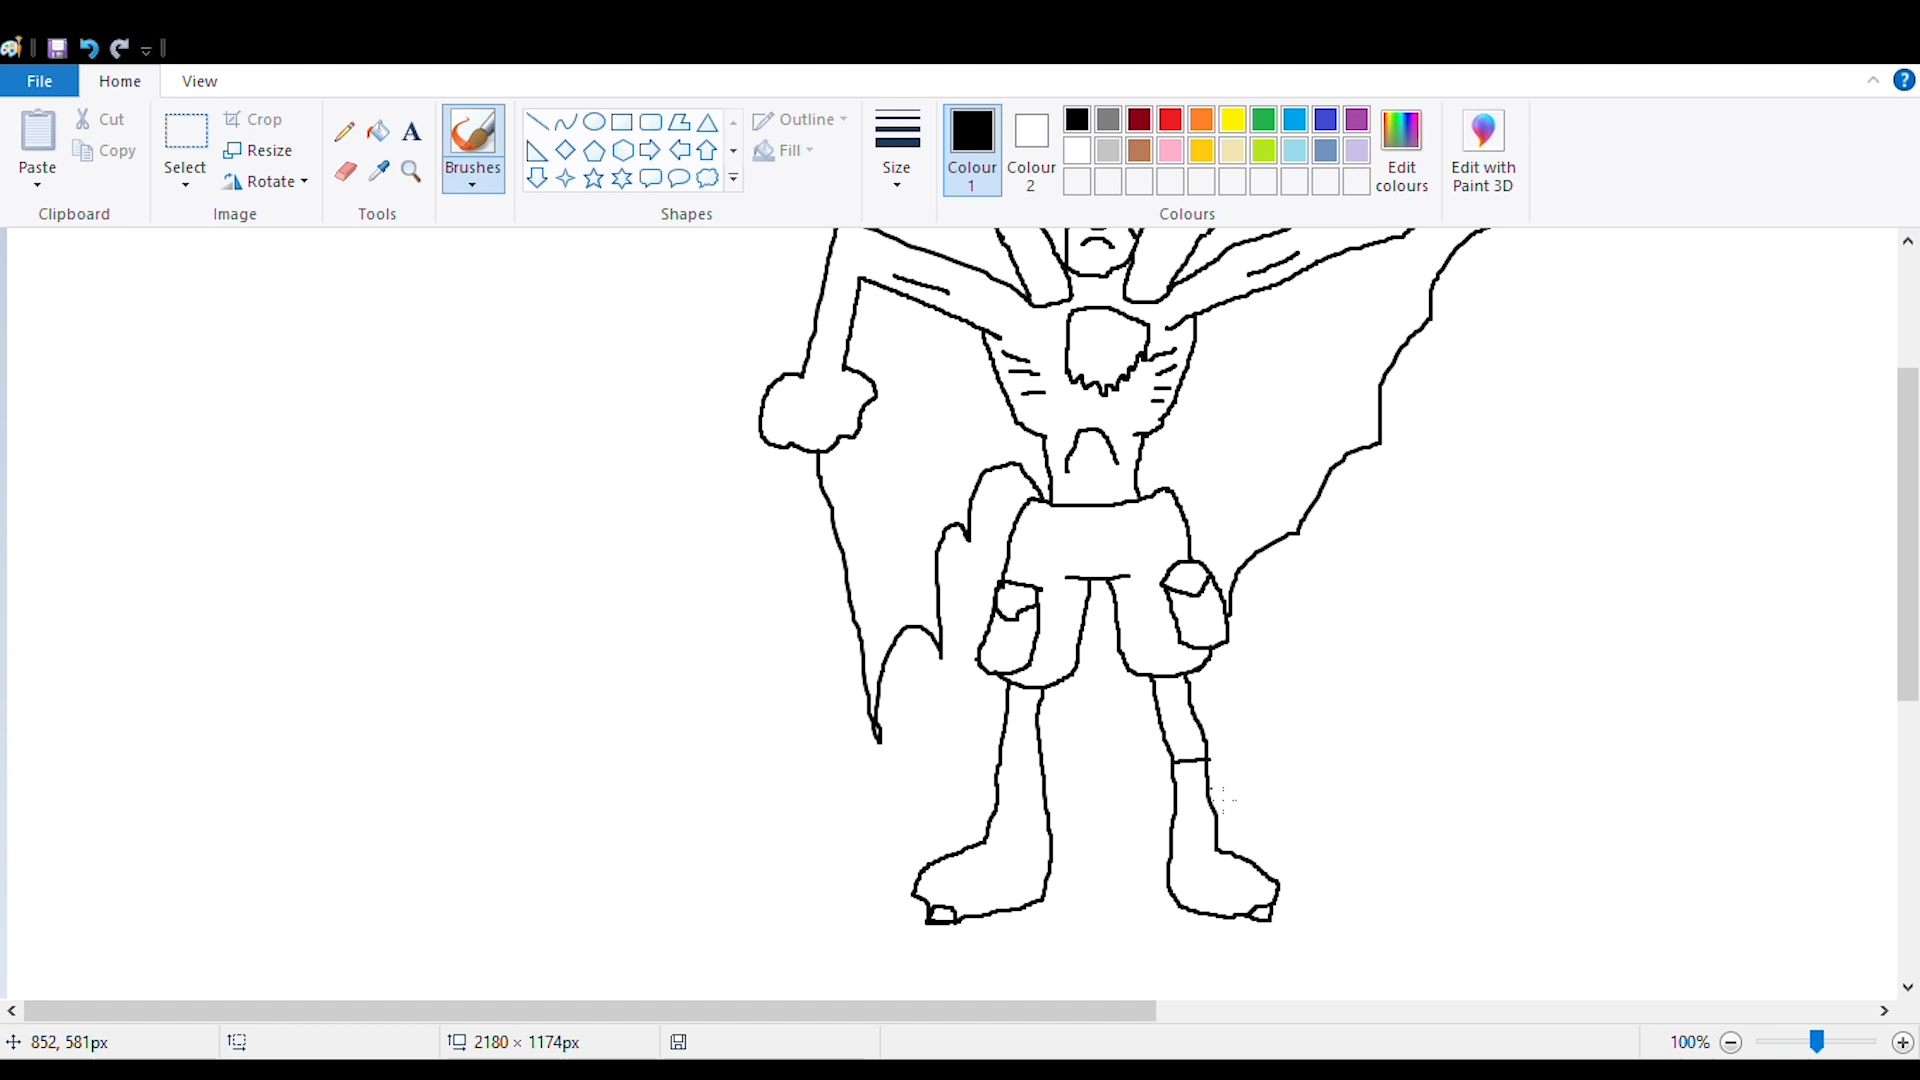 File Home View
Paste Cut Copy Clipboard
Select Crop Resize Rotate Image
A Tools
Brushes
Outline Fill Shapes
Size
Colour 1 Colour 2 Edit colours Colours
Edit with Paint 3D
?
852, 581px 2180 × 1174px 100%